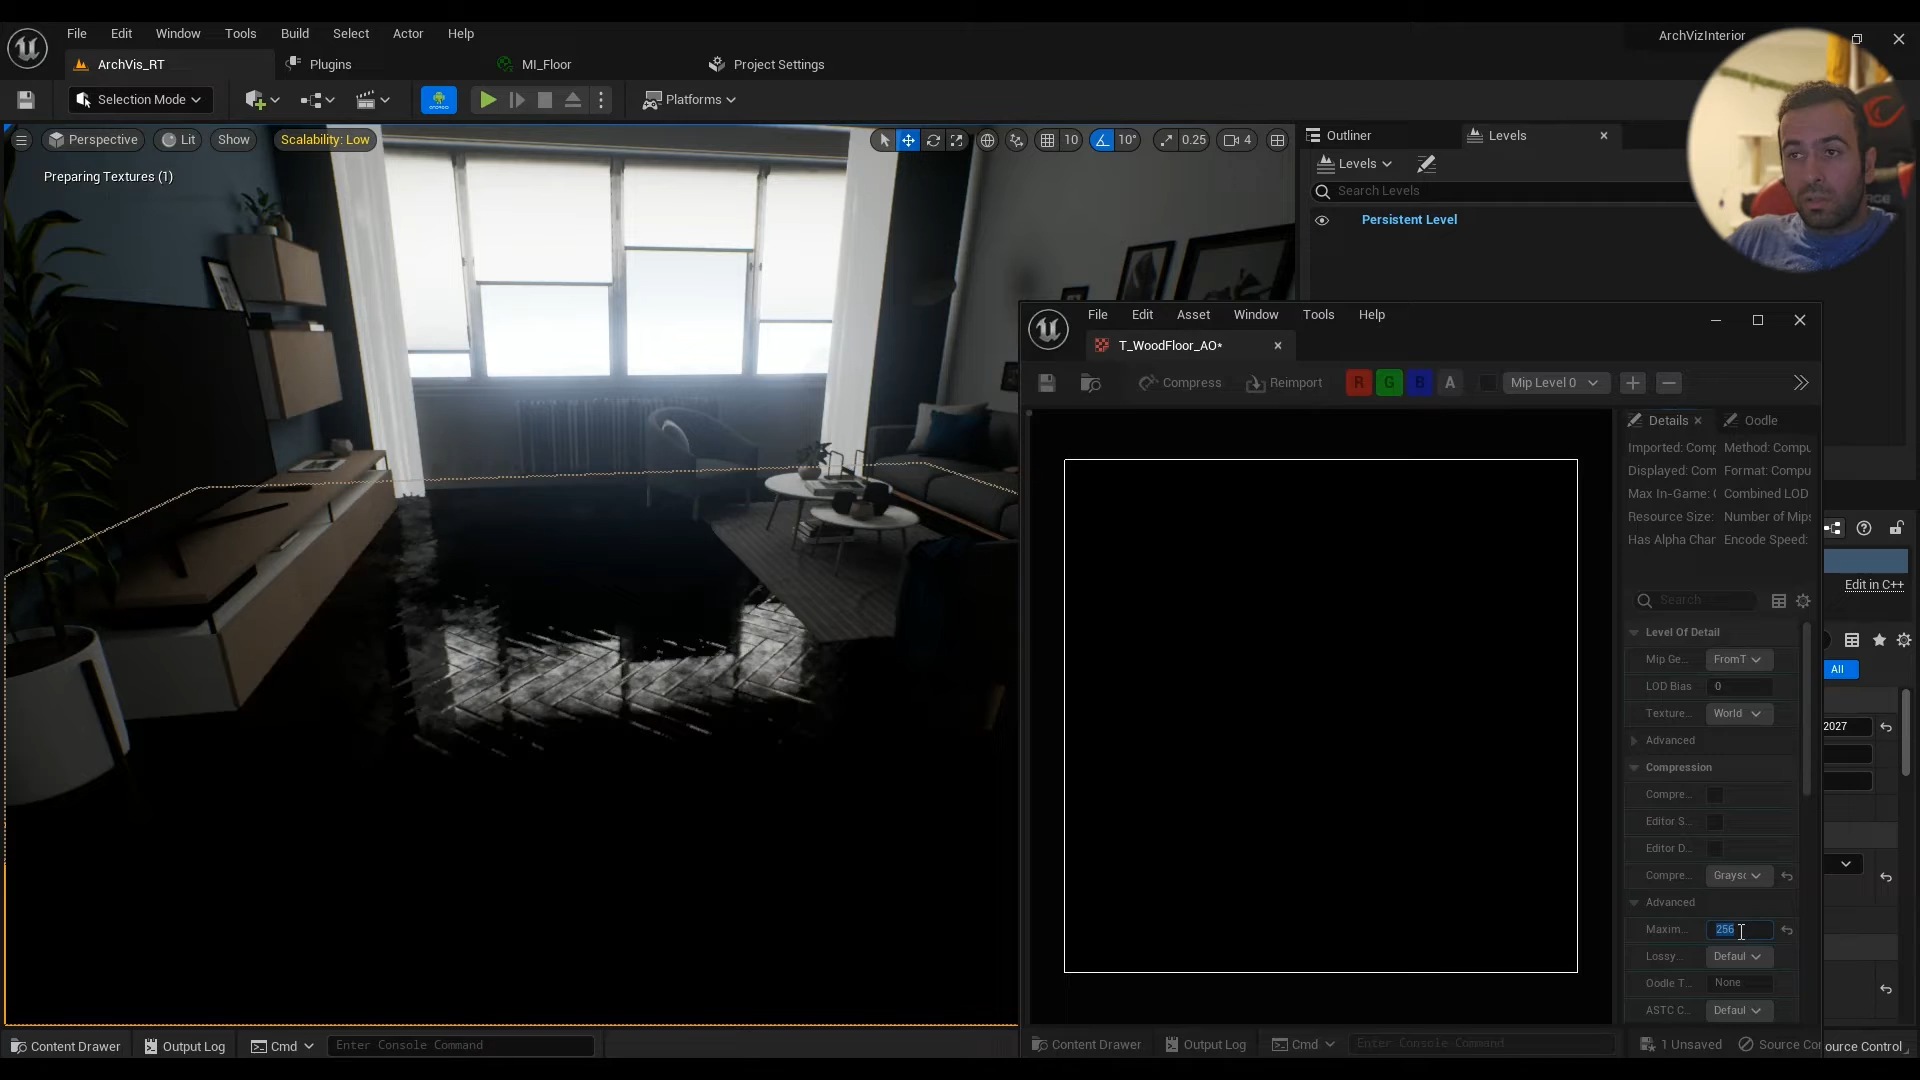 File Edit Window Tools Build Select Actor Help
ArchVizInterior
ArchVis_RT
Plugins
MI_Floor
Project Settings
Selection Mode
Platforms
Perspective
Lit
Show
Scalability: Low
10
10°
0.25
4
Preparing Textures (1)
Outliner
Levels
Levels
Search Levels
Persistent Level
File Edit Asset Window Tools Help
T_WoodFloor_AO*
Compress
Reimport
R G B A
Mip Level 0
Details
Oodle
Imported: Comp
Method: Compu
Displayed: Com
Format: Compu
Max In-Game: (
Combined LOD
Resource Size:
Number of Mips
Has Alpha Char
Encode Speed:
Edit in C++
Search
Level Of Detail
Mip Ge... FromT
All
LOD Bias 0
Texture... World
2027
Advanced
Compression
Compre...
Editor S...
Editor D...
Compre... Graysc
Advanced
Maxim... 256
Lossy... Defaul
Oodle T... None
ASTC C... Defaul
Content Drawer
Output Log
Cmd
Enter Console Command
Content Drawer
Output Log
Cmd
Enter Console Command
1 Unsaved
Source Co
ource Control